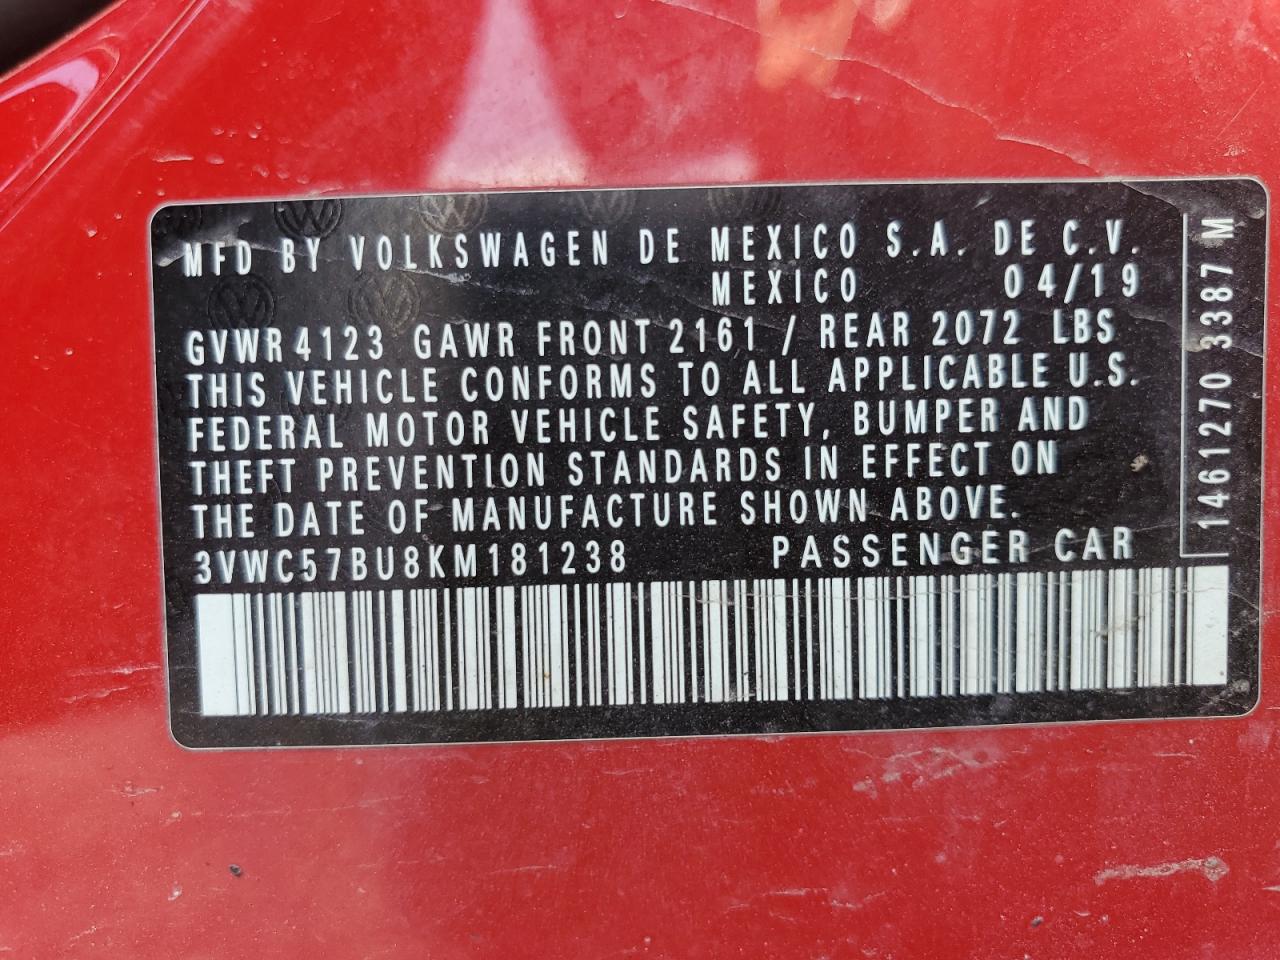 MFD BY VOLKSWAGEN DE MEXICO S.A. DE C.V.
MEXICO 04/19
GVWR 4123 GAWR FRONT 2161 / REAR 2072 LBS
THIS VEHICLE CONFORMS TO ALL APPLICABLE U.S.
FEDERAL MOTOR VEHICLE SAFETY, BUMPER AND
THEFT PREVENTION STANDARDS IN EFFECT ON
THE DATE OF MANUFACTURE SHOWN ABOVE.
3VWC57BU8KM181238 PASSENGER CAR
1461270 3387 M